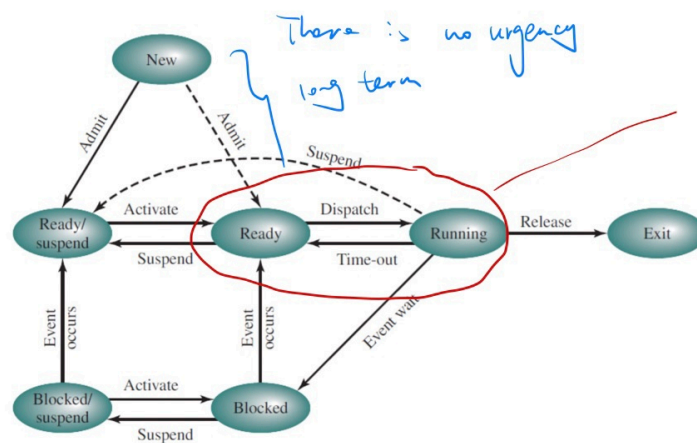 There is no urgency
long term
New
Admit
Admit
Suspend
Ready/
suspend
Activate
Suspend
Ready
Dispatch
Time-out
Running
Release
Exit
Event
occurs
Event
occurs
Event wait
Blocked/
suspend
Activate
Suspend
Blocked